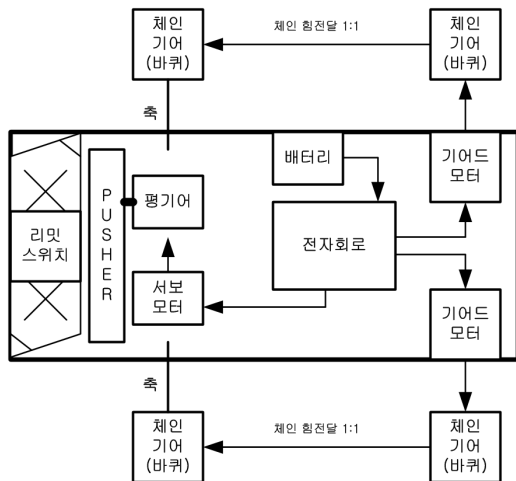 체인
기어
(바퀴)
체인 힘전달 1:1
체인
기어
(바퀴)
축
배터리
기어드
모터
PUSHER
평기어
리밋
스위치
전자회로
서보
모터
기어드
모터
축
체인
기어
(바퀴)
체인 힘전달 1:1
체인
기어
(바퀴)